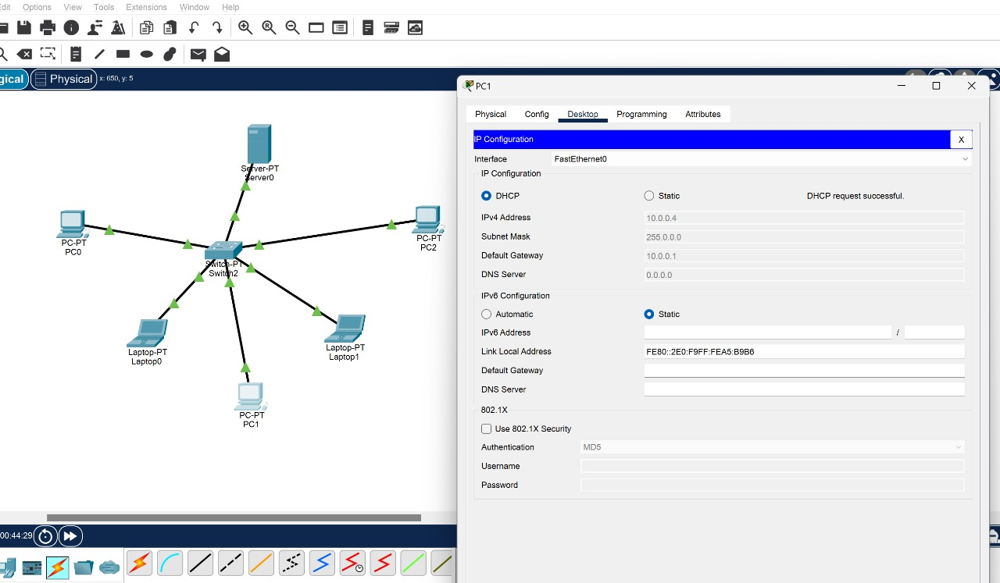 Edit Options View Tools Extensions Window Help
Physical x: 650, y: 5
Server-PT
Server0
PC-PT
PC0
PC-PT
PC2
Switch-PT
Switch2
Laptop-PT
Laptop0
Laptop-PT
Laptop1
PC-PT
PC1
00:44:29
PC1
Physical Config Desktop Programming Attributes
IP Configuration X
Interface FastEthernet0
IP Configuration
DHCP Static DHCP request successful.
IPv4 Address 10.0.0.4
Subnet Mask 255.0.0.0
Default Gateway 10.0.0.1
DNS Server 0.0.0.0
IPv6 Configuration
Automatic Static
IPv6 Address /
Link Local Address FE80::2E0:F9FF:FEA5:B9B6
Default Gateway
DNS Server
802.1X
Use 802.1X Security
Authentication MD5
Username
Password